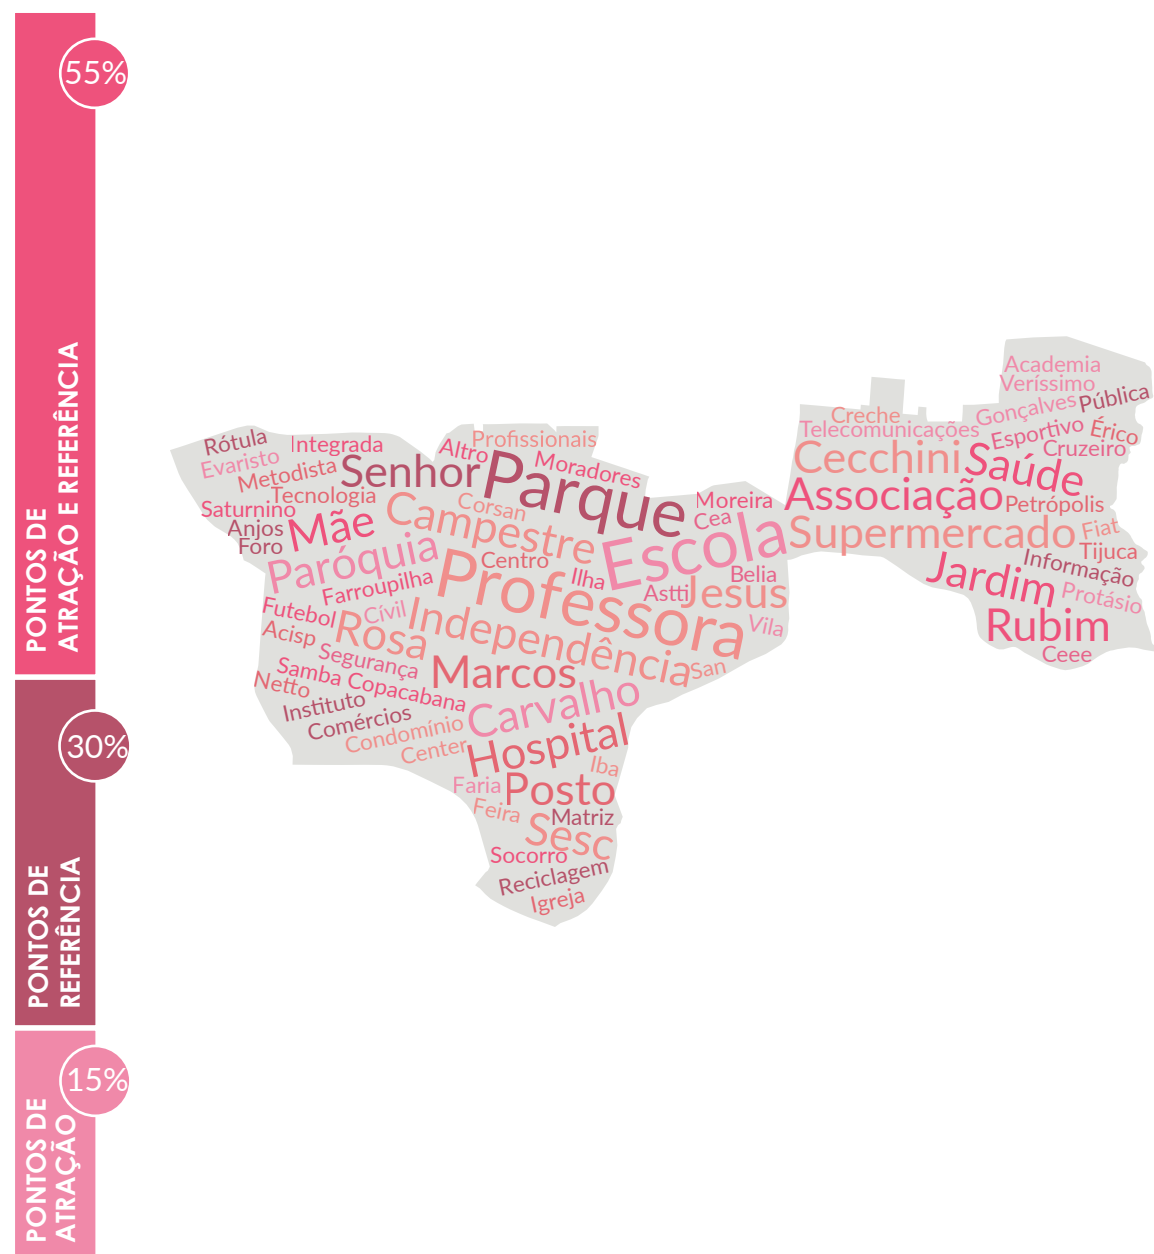 55%
PONTOS DE
ATRAÇÃO E REFERÊNCIA
30%
PONTOS DE
REFERÊNCIA
15%
PONTOS DE
ATRAÇÃO
Rótula
Evaristo
Integrada
Metodista
Senhor
Altro
Profissionais
Moradores
Parque
Tecnologia
Saturnino
Anjos
Foro
Mãe
Campestre
Corsan
Paróquia
Centro
Professora
Ilha
Escola
Moreira
Cea
Belia
Astti
Jesus
Vila
Farroupilha
Futebol
Cívil
Acisp
Rosa
Independência
San
Segurança
Samba Copacabana
Netto
Instituto
Comércios
Marcos
Carvalho
Condomínio
Center
Hospital
Iba
Faria
Posto
Feira
Matriz
Sesc
Socorro
Reciclagem
Igreja
Academia
Veríssimo
Gonçalves
Pública
Creche
Telecomunicações
Esportivo
Érico
Cruzeiro
Cecchini
Saúde
Associação
Petrópolis
Supermercado
Fiat
Tijuca
Informação
Jardim
Protásio
Rubim
Ceee